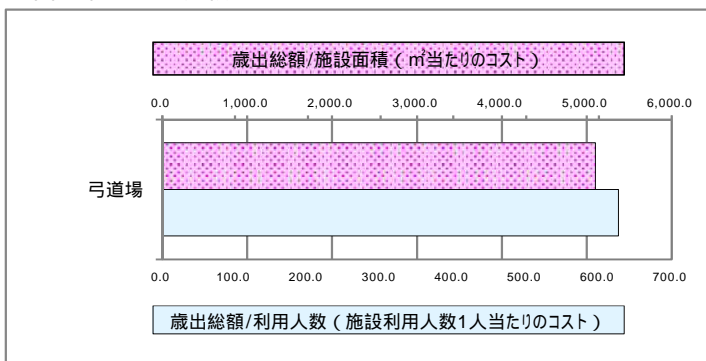 歳出総額/施設面積（㎡当たりのコスト）
0.0 1,000.0 2,000.0 3,000.0 4,000.0 5,000.0 6,000.0
弓道場
0.0 100.0 200.0 300.0 400.0 500.0 600.0 700.0
歳出総額/利用人数（施設利用人数1人当たりのコスト）